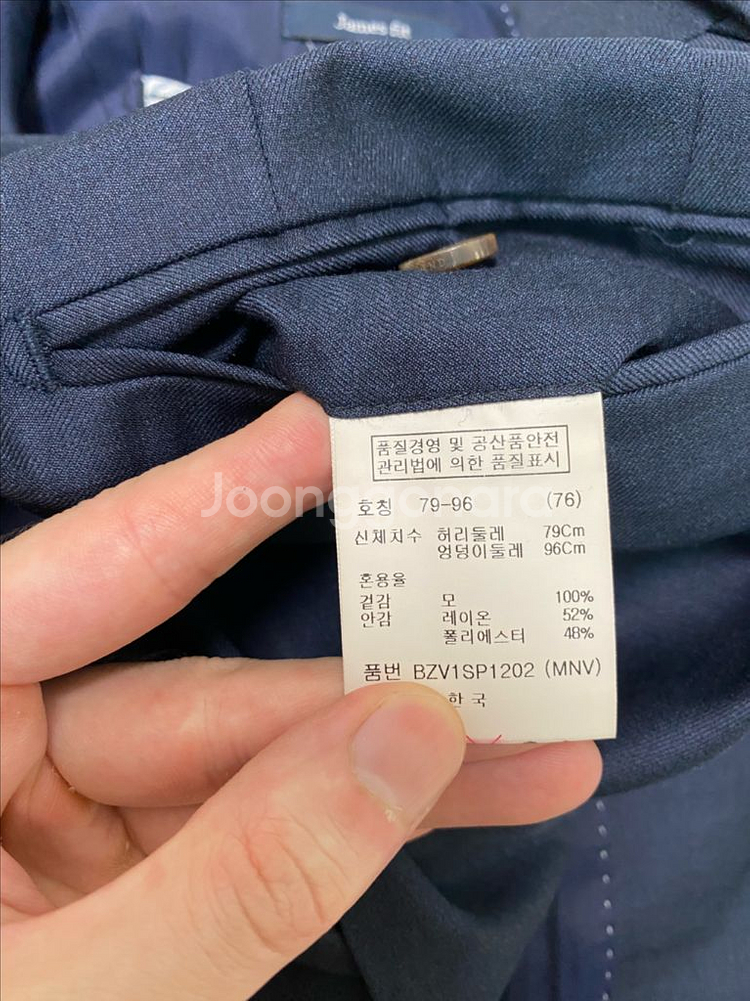 James fit
품질경영 및 공산품안전
관리법에 의한 품질표시
호칭 79-96 (76)
신체치수 허리둘레 79Cm
엉덩이둘레 96Cm
혼용율
겉감 모 100%
안감 레이온 52%
폴리에스터 48%
품번 BZV1SP1202 (MNV)
한국
Joonggonara